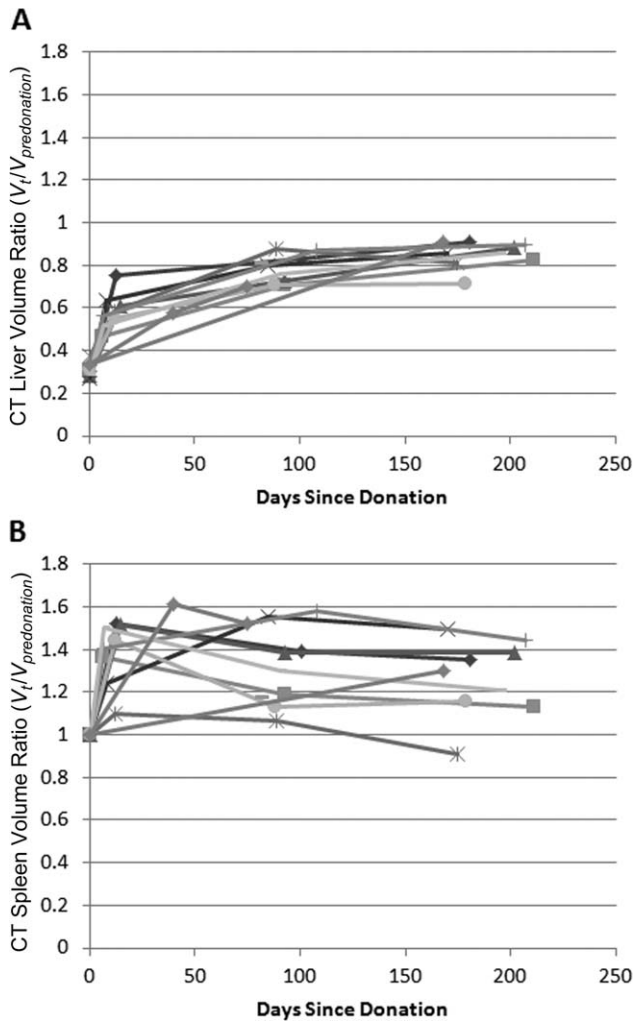 A
CT Liver Volume Ratio (Vt/Vpredonation)
1.8
1.6
1.4
1.2
1
0.8
0.6
0.4
0.2
0
0 50 100 150 200 250
Days Since Donation
B
CT Spleen Volume Ratio (Vt/Vpredonation)
1.8
1.6
1.4
1.2
1
0.8
0.6
0.4
0.2
0
0 50 100 150 200 250
Days Since Donation